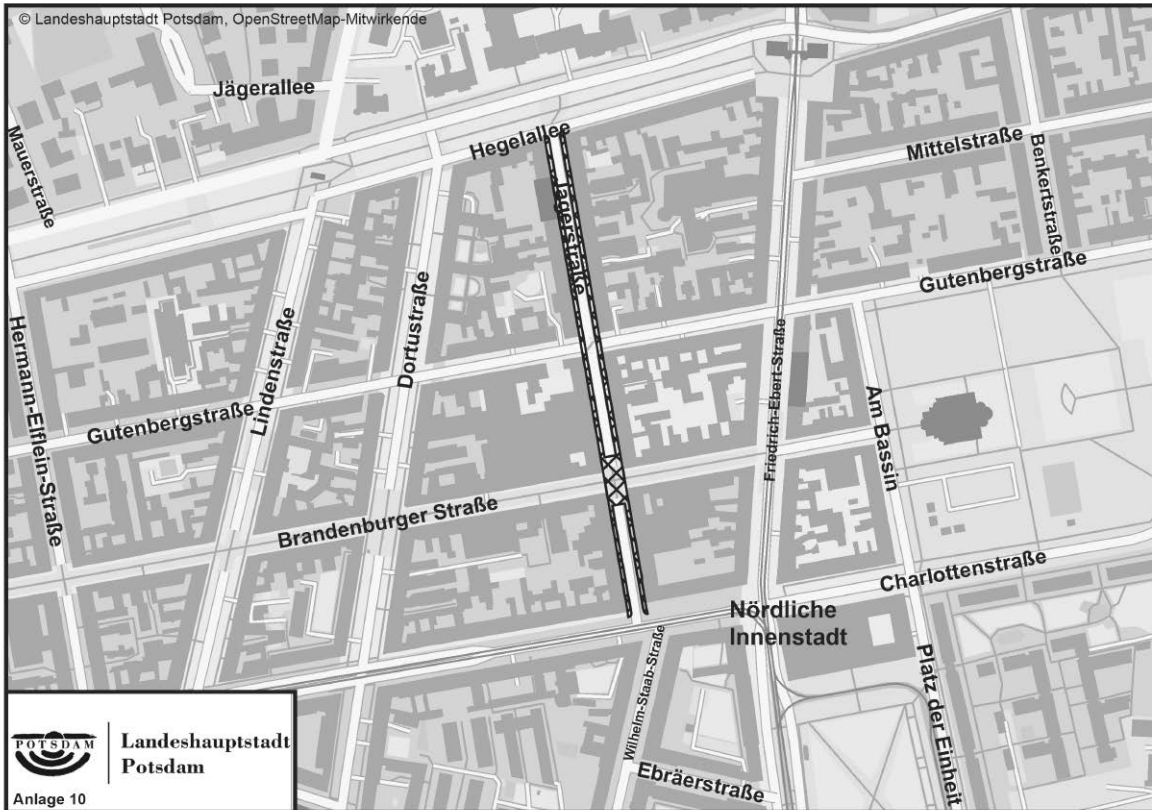 © Landeshauptstadt Potsdam, OpenStreetMap-Mitwirkende
Jägerallee
Mauerstraße
Hegelallee
Mittelstraße
Benkertstraße
Jägerstraße
Gutenbergstraße
Hermann-Elflein-Straße
Lindenstraße
Dortustraße
Gutenbergstraße
Friedrich-Ebert-Straße
Am Bassin
Brandenburger Straße
Charlottenstraße
Nördliche
Innenstadt
Wilhelm-Staab-Straße
Platz der Einheit
Ebräerstraße
POTSDAM
Landeshauptstadt
Potsdam
Anlage 10